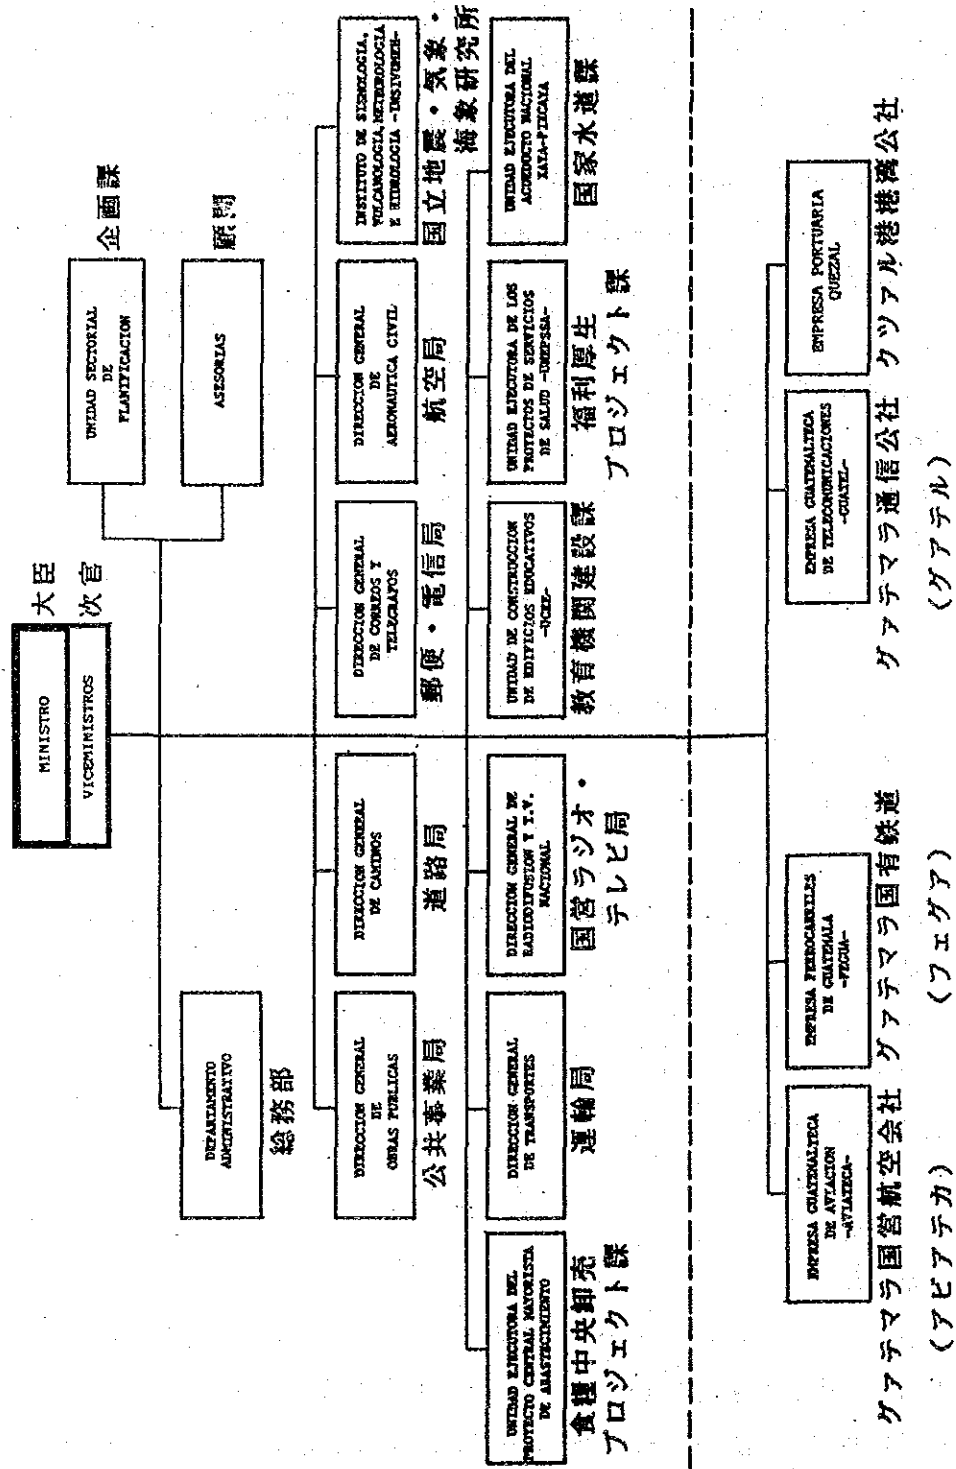 MINISTRO
大臣
VICEMINISTROS
次官
UNIDAD SECTORIAL
DE
PLANIFICACION
企画課
ASESORIAS
顧問
DEPARTAMENTO
ADMINISTRATIVO
総務部
DIRECCION GENERAL
DE
OBRAS PUBLICAS
公共事業局
DIRECCION GENERAL
DE CAMINOS
道路局
DIRECCION GENERAL
DE CORREOS Y
TELEGRAFOS
郵便・電信局
DIRECCION GENERAL
DE
AERONAUTICA CIVIL
航空局
INSTITUTO DE SISMOLOGIA,
VULCANOLOGIA, METEOROLOGIA
E HIDROLOGIA -INSIVUMEH-
国立地震・気象・
海象研究所
UNIDAD EJECUTORA DEL
PROYECTO CENTRAL MAYORISTA
DE ABASTECIMIENTO
食糧中央卸売
プロジェクト課
DIRECCION GENERAL
DE TRANSPORTES
運輸局
DIRECCION GENERAL DE
RADIODIFUSION Y T.V.
NACIONAL
国営ラジオ・
テレビ局
UNIDAD DE CONSTRUCCION
DE EDIFICIOS EDUCATIVOS
-UCEE-
教育機関建設課
UNIDAD EJECUTORA DE LOS
PROYECTOS DE SERVICIOS
DE SALUD -UNEPSSA-
福利厚生
プロジェクト課
UNIDAD EJECUTORA DEL
ACUEDUCTO NACIONAL
XAYA-PIXCAYA
国家水道課
EMPRESA GUATEMALTECA
DE AVIACION
-AVIATECA-
グァテマラ国営航空会社
(アビアテカ)
EMPRESA FERROCARRILES
DE GUATEMALA
-FEGUA-
グァテマラ国有鉄道
(フェグア)
EMPRESA GUATEMALTECA
DE TELECOMUNICACIONES
-GUATEL-
グァテマラ通信公社
(グアテル)
EMPRESA PORTUARIA
QUEZAL
ケツァル港港湾公社